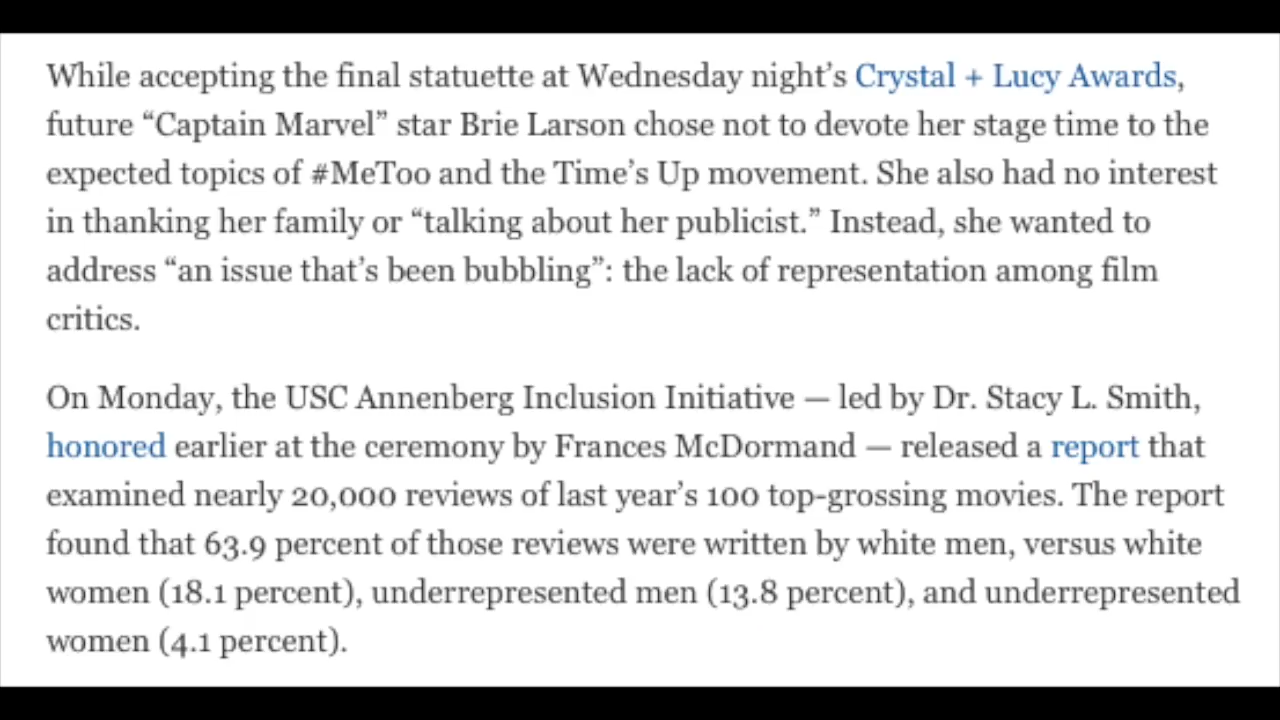 While accepting the final statuette at Wednesday night’s Crystal + Lucy Awards,
future “Captain Marvel” star Brie Larson chose not to devote her stage time to the
expected topics of #MeToo and the Time’s Up movement. She also had no interest
in thanking her family or “talking about her publicist.” Instead, she wanted to
address “an issue that’s been bubbling”: the lack of representation among film
critics.
On Monday, the USC Annenberg Inclusion Initiative — led by Dr. Stacy L. Smith,
honored earlier at the ceremony by Frances McDormand — released a report that
examined nearly 20,000 reviews of last year’s 100 top-grossing movies. The report
found that 63.9 percent of those reviews were written by white men, versus white
women (18.1 percent), underrepresented men (13.8 percent), and underrepresented
women (4.1 percent).